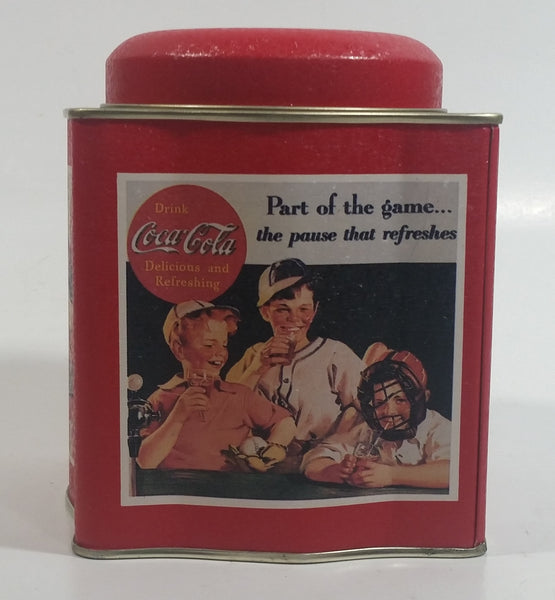 Drink
Coca-Cola
Delicious and
Refreshing
Part of the game...
the pause that refreshes